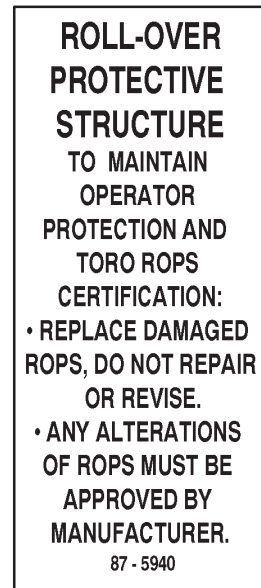 ROLL-OVER
PROTECTIVE
STRUCTURE
TO MAINTAIN
OPERATOR
PROTECTION AND
TORO ROPS
CERTIFICATION:
• REPLACE DAMAGED
ROPS, DO NOT REPAIR
OR REVISE.
• ANY ALTERATIONS
OF ROPS MUST BE
APPROVED BY
MANUFACTURER.
87 - 5940